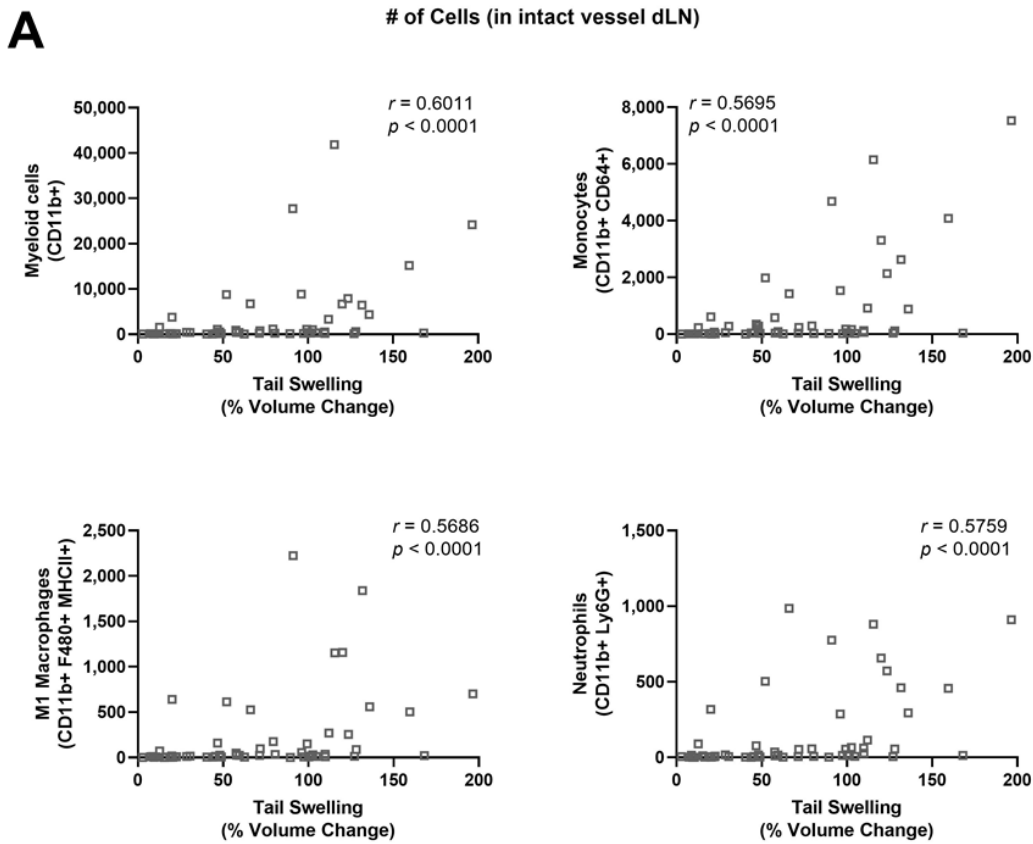 A
# of Cells (in intact vessel dLN)
r = 0.6011
p < 0.0001
Myeloid cells
(CD11b+)
50,000
40,000
30,000
20,000
10,000
0
0 50 100 150 200
Tail Swelling
(% Volume Change)
r = 0.5695
p < 0.0001
Monocytes
(CD11b+ CD64+)
8,000
6,000
4,000
2,000
0
0 50 100 150 200
Tail Swelling
(% Volume Change)
r = 0.5686
p < 0.0001
M1 Macrophages
(CD11b+ F480+ MHCII+)
2,500
2,000
1,500
1,000
500
0
0 50 100 150 200
Tail Swelling
(% Volume Change)
r = 0.5759
p < 0.0001
Neutrophils
(CD11b+ Ly6G+)
1,500
1,000
500
0
0 50 100 150 200
Tail Swelling
(% Volume Change)